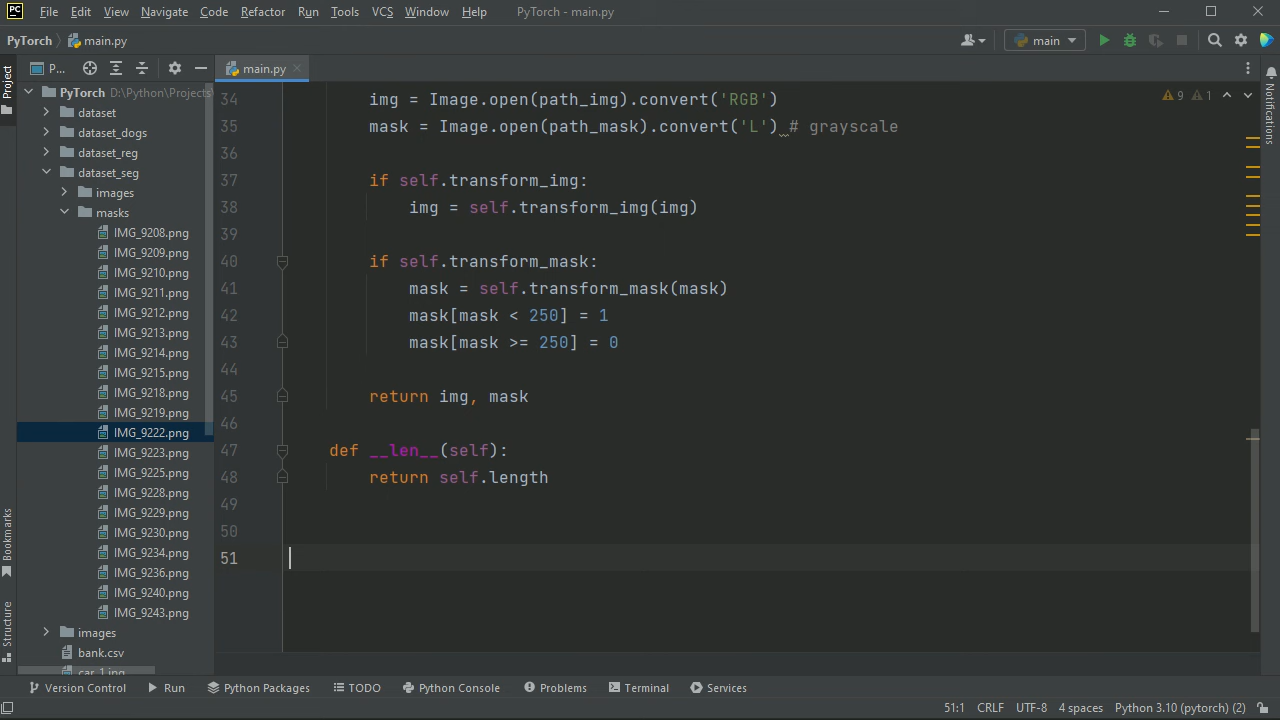 PC File Edit View Navigate Code Refactor Run Tools VCS Window Help PyTorch - main.py
PyTorch main.py main
Project P... main.py
PyTorch D:\Python\Projects\
dataset
dataset_dogs
dataset_reg
dataset_seg
images
masks
IMG_9208.png
IMG_9209.png
IMG_9210.png
IMG_9211.png
IMG_9212.png
IMG_9213.png
IMG_9214.png
IMG_9215.png
IMG_9218.png
IMG_9219.png
IMG_9222.png
IMG_9223.png
IMG_9225.png
IMG_9228.png
IMG_9229.png
IMG_9230.png
IMG_9234.png
IMG_9236.png
IMG_9240.png
IMG_9243.png
images
bank.csv
car_1.jpg
Bookmarks
Structure
34 img = Image.open(path_img).convert('RGB')
35 mask = Image.open(path_mask).convert('L') # grayscale
36
37 if self.transform_img:
38 img = self.transform_img(img)
39
40 if self.transform_mask:
41 mask = self.transform_mask(mask)
42 mask[mask < 250] = 1
43 mask[mask >= 250] = 0
44
45 return img, mask
46
47 def __len__(self):
48 return self.length
49
50
51
9 1
Notifications
Version Control Run Python Packages TODO Python Console Problems Terminal Services
51:1 CRLF UTF-8 4 spaces Python 3.10 (pytorch) (2)